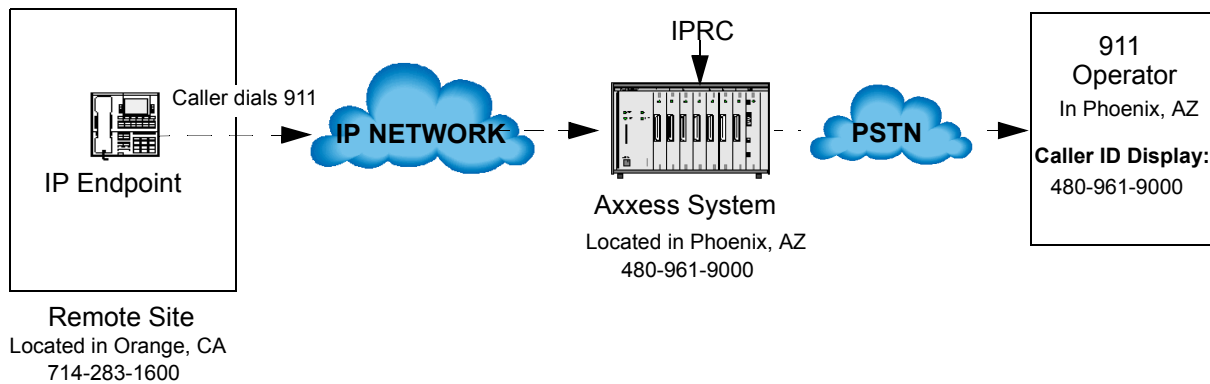 Caller dials 911
IP Endpoint
Remote Site
Located in Orange, CA
714-283-1600
IP NETWORK
IPRC
Axxess System
Located in Phoenix, AZ
480-961-9000
PSTN
911
Operator
In Phoenix, AZ
Caller ID Display:
480-961-9000